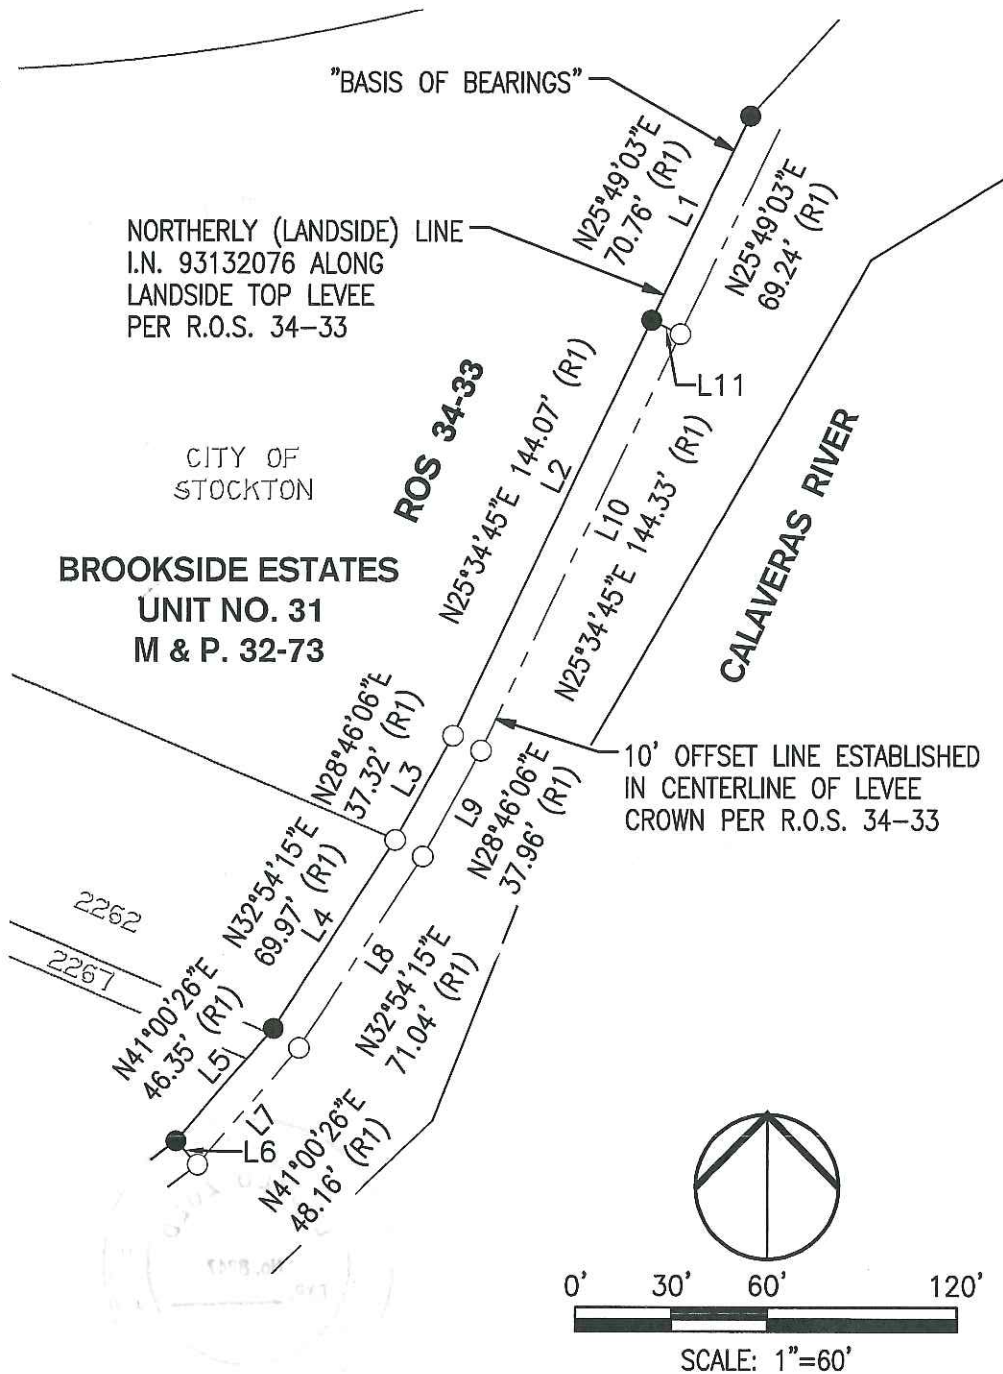 "BASIS OF BEARINGS"
N25°49'03"E
70.76' (R1)
L1
N25°49'03"E
69.24' (R1)
NORTHERLY (LANDSIDE) LINE
I.N. 93132076 ALONG
LANDSIDE TOP LEVEE
PER R.O.S. 34-33
L11
ROS 34-33
N25°34'45"E 144.07' (R1)
L2
L10
N25°34'45"E 144.33' (R1)
CALAVERAS RIVER
CITY OF
STOCKTON
BROOKSIDE ESTATES
UNIT NO. 31
M & P. 32-73
N28°46'06"E
37.32' (R1)
L3
L9
N28°46'06"E
37.96' (R1)
10' OFFSET LINE ESTABLISHED
IN CENTERLINE OF LEVEE
CROWN PER R.O.S. 34-33
N32°54'15"E
69.97' (R1)
L4
L8
N32°54'15"E
71.04' (R1)
2262
2267
N41°00'26"E
46.35' (R1)
L5
L7
L6
N41°00'26"E
48.16' (R1)
0' 30' 60' 120'
SCALE: 1"=60'